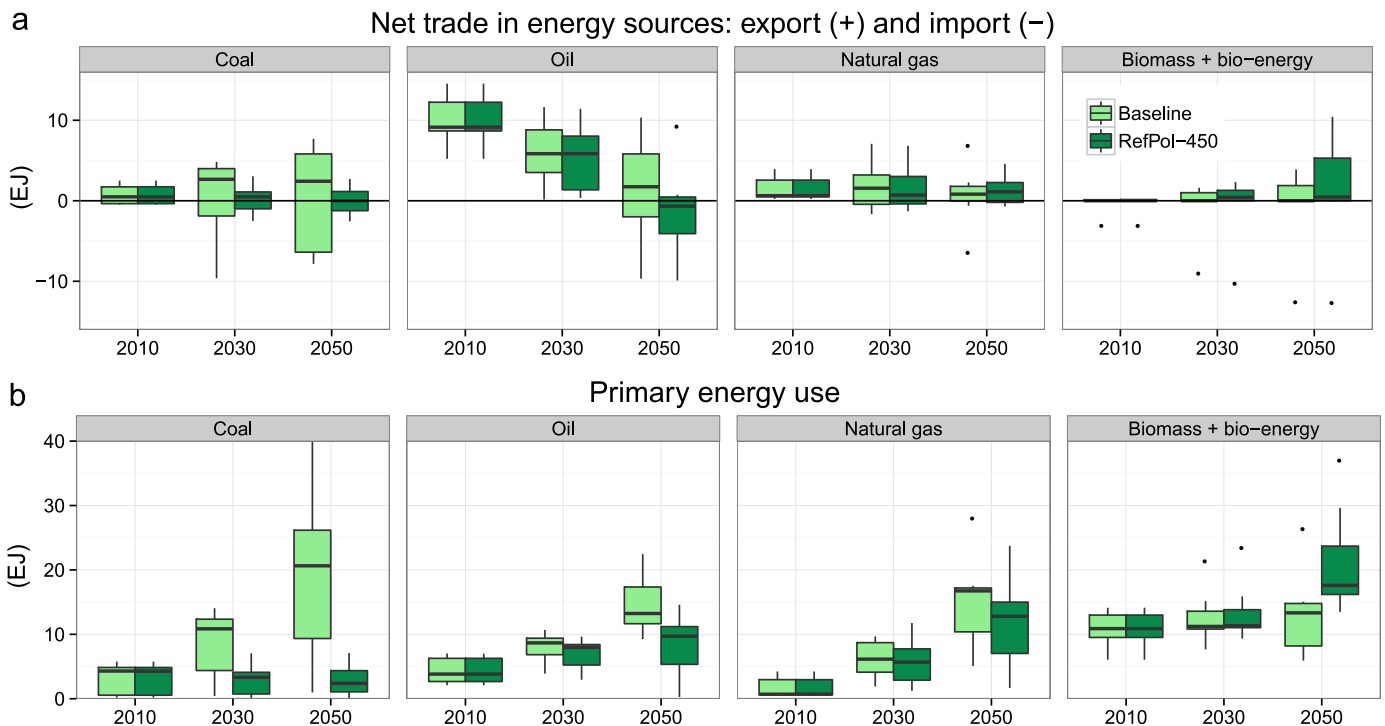 a
Net trade in energy sources: export (+) and import (−)
Coal
Oil
Natural gas
Biomass + bio−energy
(EJ)
10
0
−10
Baseline
RefPol−450
2010 2030 2050
2010 2030 2050
2010 2030 2050
2010 2030 2050
b
Primary energy use
Coal
Oil
Natural gas
Biomass + bio−energy
(EJ)
40
30
20
10
0
2010 2030 2050
2010 2030 2050
2010 2030 2050
2010 2030 2050